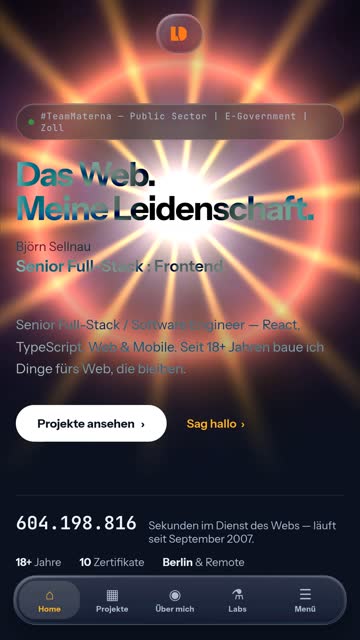 #TeamMaterna — Public Sector | E-Government |
Zoll
Das Web.
Meine Leidenschaft.
Björn Sellnau
Senior Full-Stack : Frontend
Senior Full-Stack / Software Engineer — React,
TypeScript, Web & Mobile. Seit 18+ Jahren baue ich
Dinge fürs Web, die bleiben.
Projekte ansehen ›
Sag hallo ›
604.198.816
Sekunden im Dienst des Webs — läuft
seit September 2007.
18+ Jahre 10 Zertifikate Berlin & Remote
Home Projekte Über mich Labs Menü